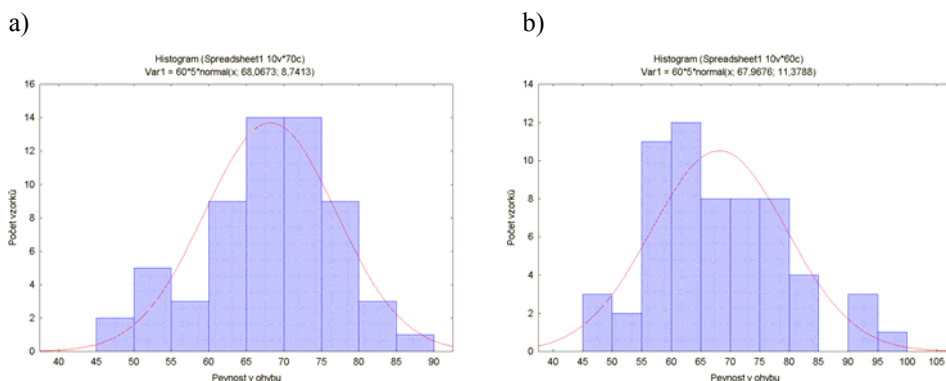 a)
Histogram (Spreadsheet1 10v*70c)
Var1 = 60*5*normal(x; 68,0673; 8,7413)
16
14
12
10
8
6
4
2
0
40 45 50 55 60 65 70 75 80 85 90
Počet vzorků
Pevnost v ohybu
b)
Histogram (Spreadsheet1 10v*60c)
Var1 = 60*5*normal(x; 67,9676; 11,3788)
14
12
10
8
6
4
2
0
40 45 50 55 60 65 70 75 80 85 90 95 100 105
Počet vzorků
Pevnost v ohybu